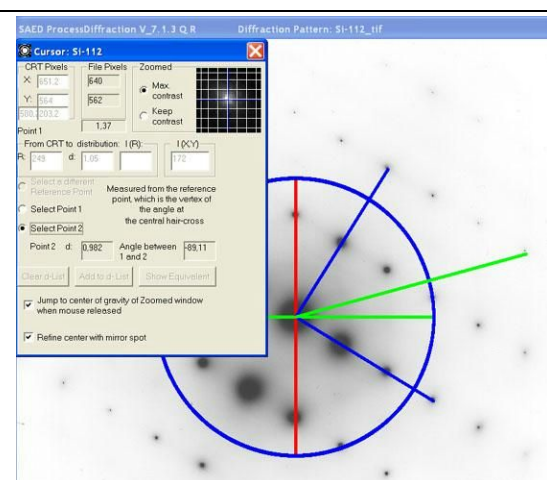 SAED ProcessDiffraction V_7.1.3 Q R Diffraction Pattern: Si-112_tif
Cursor: Si-112
CRT Pixels File Pixels Zoomed
X: 651.2 640
Y: 564 562
Max. contrast
Keep contrast
Point 1 1,37
From CRT to distribution: I (R): I (X,Y)
R: 249 d: 1,05 172
Select a different Reference Point
Measured from the reference point, which is the vertex of the angle at the central hair-cross
Select Point 1
Select Point 2
Point 2 d: 0,982 Angle between 1 and 2 -89,11
Clear d-List Add to d-List Show Equivalent
Jump to center of gravity of Zoomed window when mouse released
Refine center with mirror spot